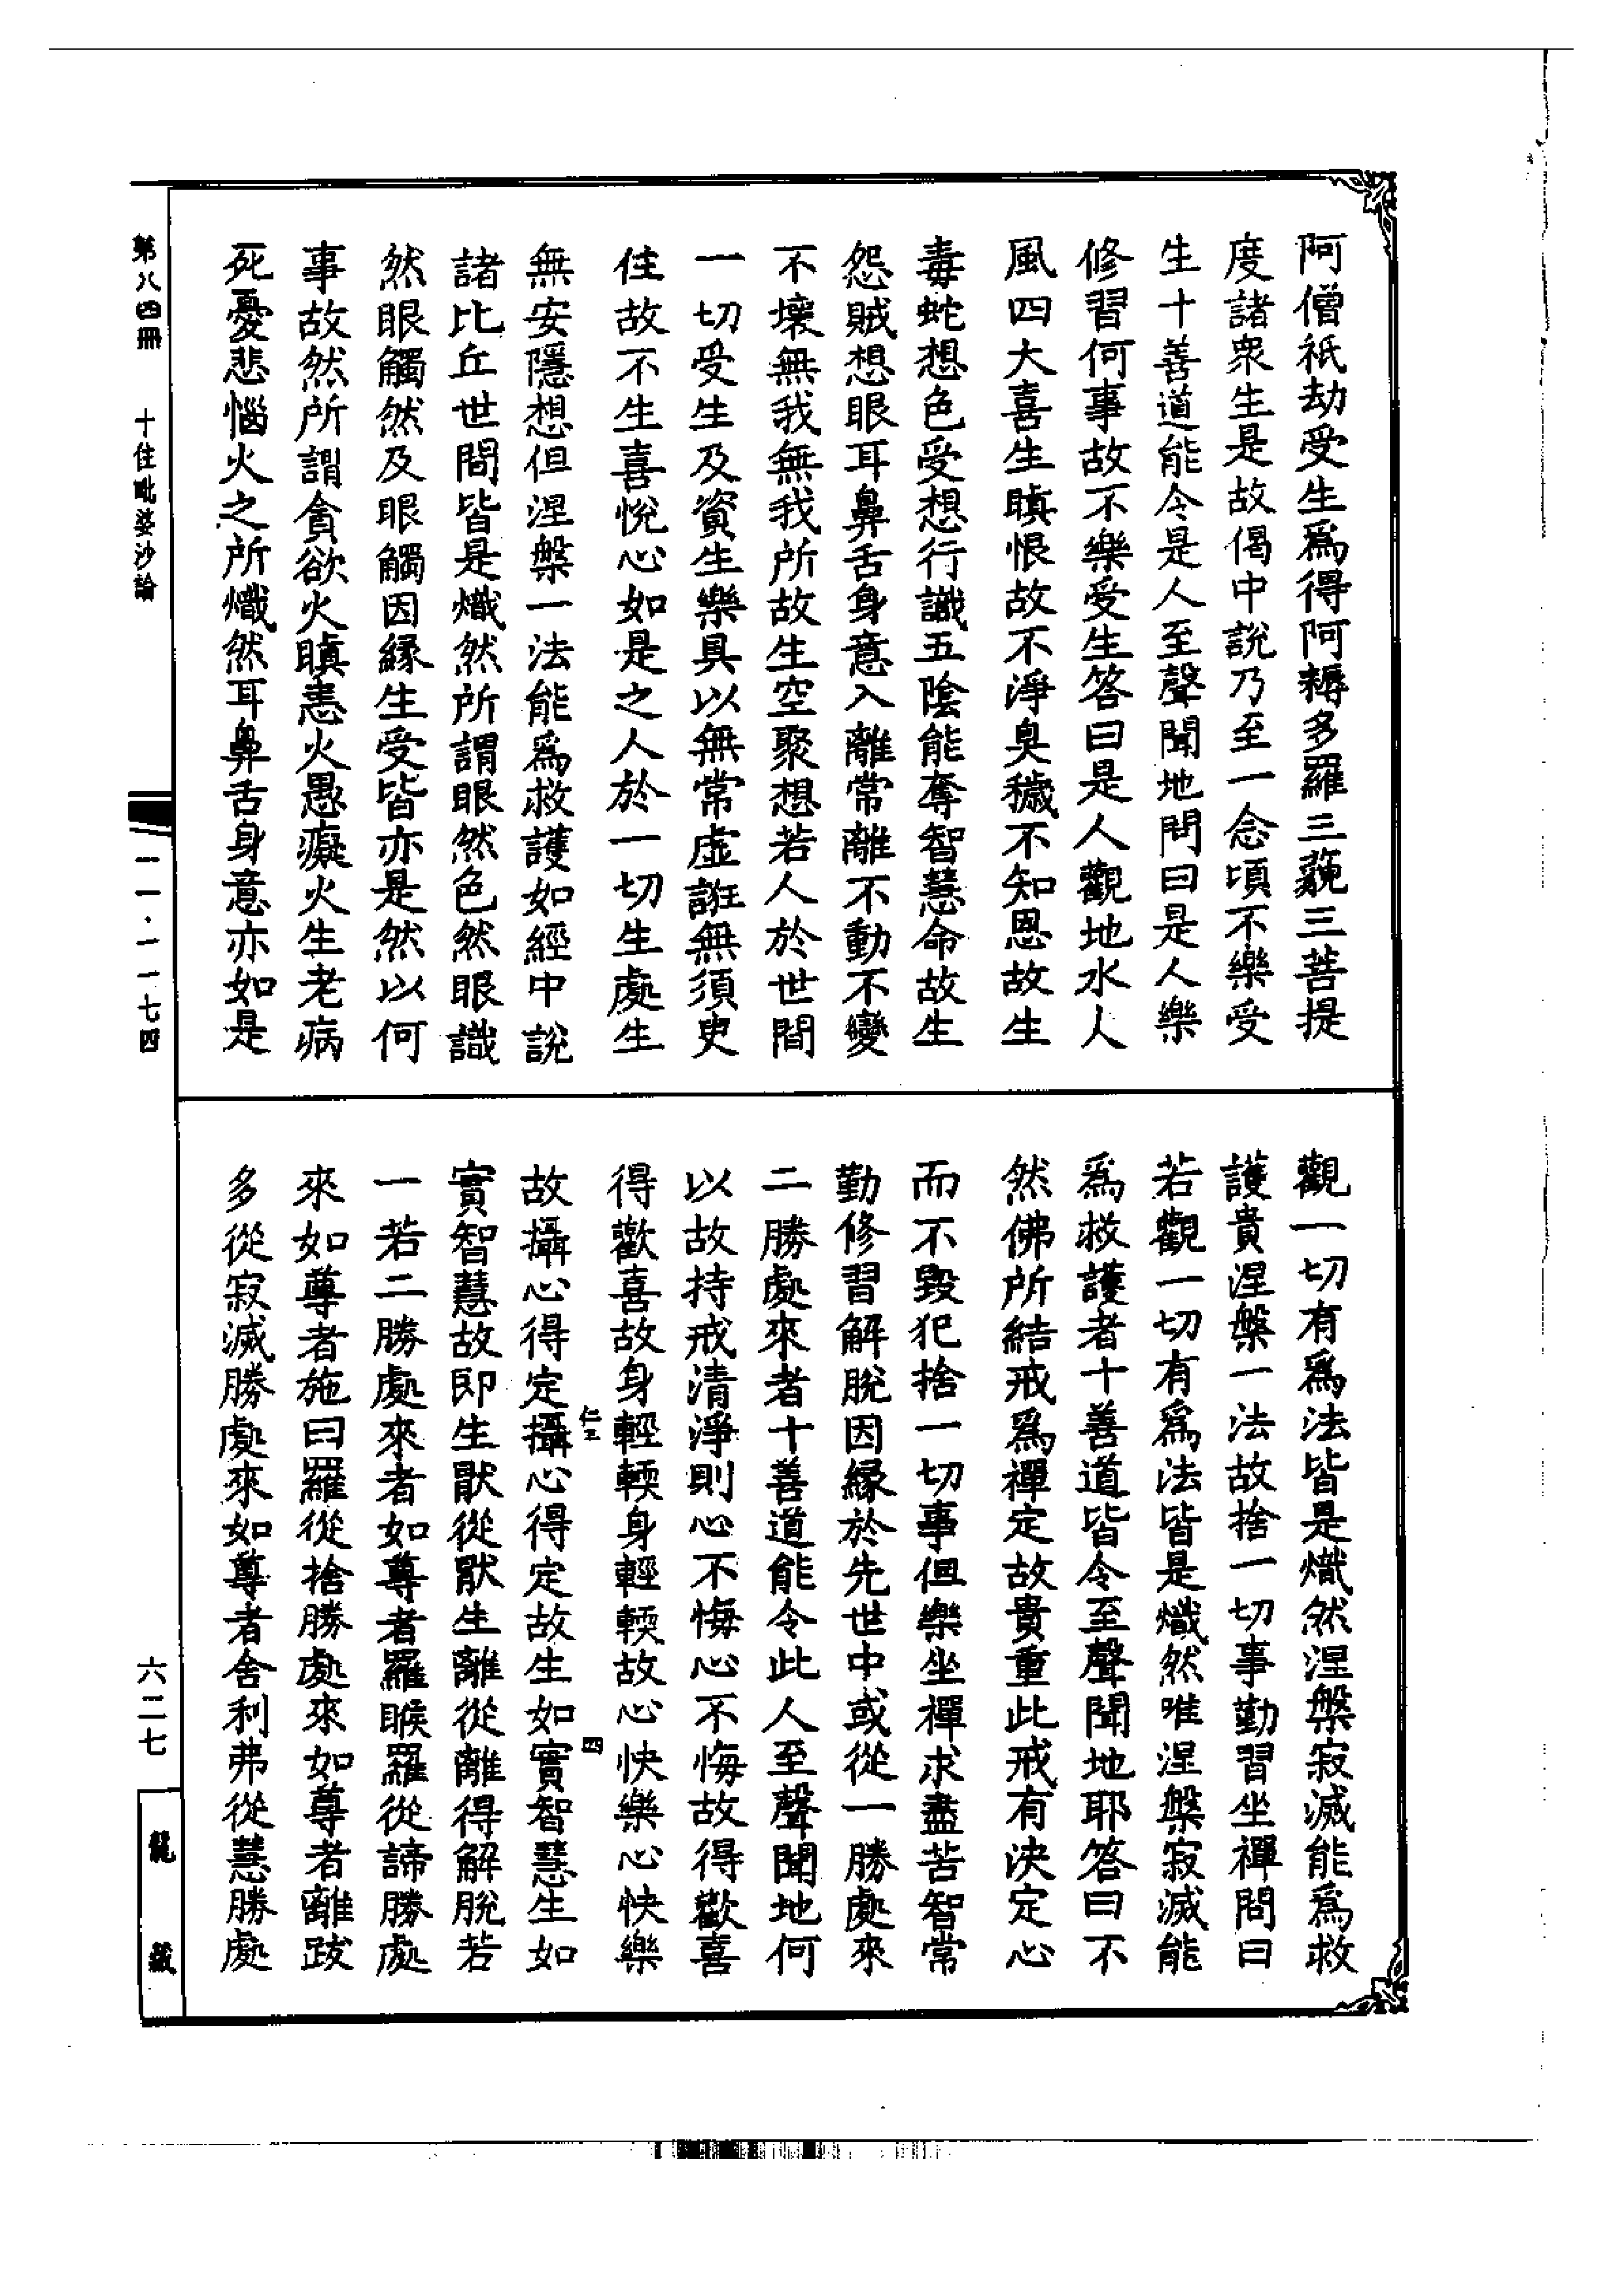 阿僧祇劫受生爲得阿耨多羅三藐三菩提
度諸衆生是故偈中說乃至一念頃不樂受
生十善道能令是人至聲聞地問曰是人樂
修習何事故不樂受生答曰是人觀地水人
風四大喜生瞋恨故不淨臭穢不知恩故生
毒蛇想色受想行識五陰能奪智慧命故生
怨賊想眼耳鼻舌身意入離常離不動不變
不壞無我無我所故生空聚想若人於世間
一切受生及資生樂具以無常虛誑無須臾
住故不生喜悅心如是之人於一切生處生
無安隱想但涅槃一法能爲救護如經中說
諸比丘世間皆是熾然所謂眼然色然眼識
然眼觸然及眼觸因緣生受皆亦是然以何
事故然所謂貪欲火瞋恚火愚癡火生老病
死憂悲惱火之所熾然耳鼻舌身意亦如是
觀一切有爲法皆是熾然涅槃寂滅能爲救
護貴涅槃一法故捨一切事勤習坐禪問曰
若觀一切有爲法皆是熾然唯涅槃寂滅能
爲救護者十善道皆令至聲聞地耶答曰不
然佛所結戒爲禪定故貴重此戒有決定心
而不毀犯捨一切事但樂坐禪求盡苦智常
勤修習解脫因緣於先世中或從一勝處來
二勝處來者十善道能令此人至聲聞地何
以故持戒清淨則心不悔心不悔故得歡喜
得歡喜故身輕輭身輕輭故心快樂心快樂
仁三
四
故攝心得定攝心得定故生如實智慧生如
實智慧故即生厭從厭生離從離得解脫若
一若二勝處來者如尊者羅睺羅從諦勝處
來如尊者施曰羅從捨勝處來如尊者離跋
多從寂滅勝處來如尊者舍利弗從慧勝處
第八四冊 十住毗婆沙論
一一·一一七四
六二七
龍藏